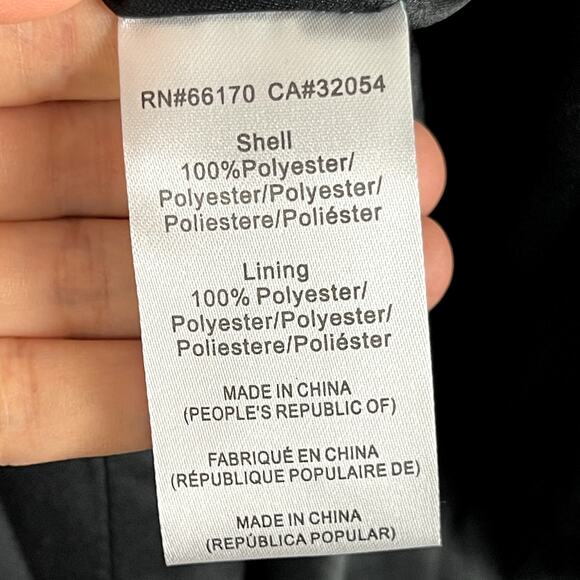 RN#66170 CA#32054
Shell
100%Polyester/
Polyester/Polyester/
Poliestere/Poliéster
Lining
100% Polyester/
Polyester/Polyester/
Poliestere/Poliéster
MADE IN CHINA
(PEOPLE'S REPUBLIC OF)
FABRIQUÉ EN CHINA
(RÉPUBLIQUE POPULAIRE DE)
MADE IN CHINA
(REPÚBLICA POPULAR)